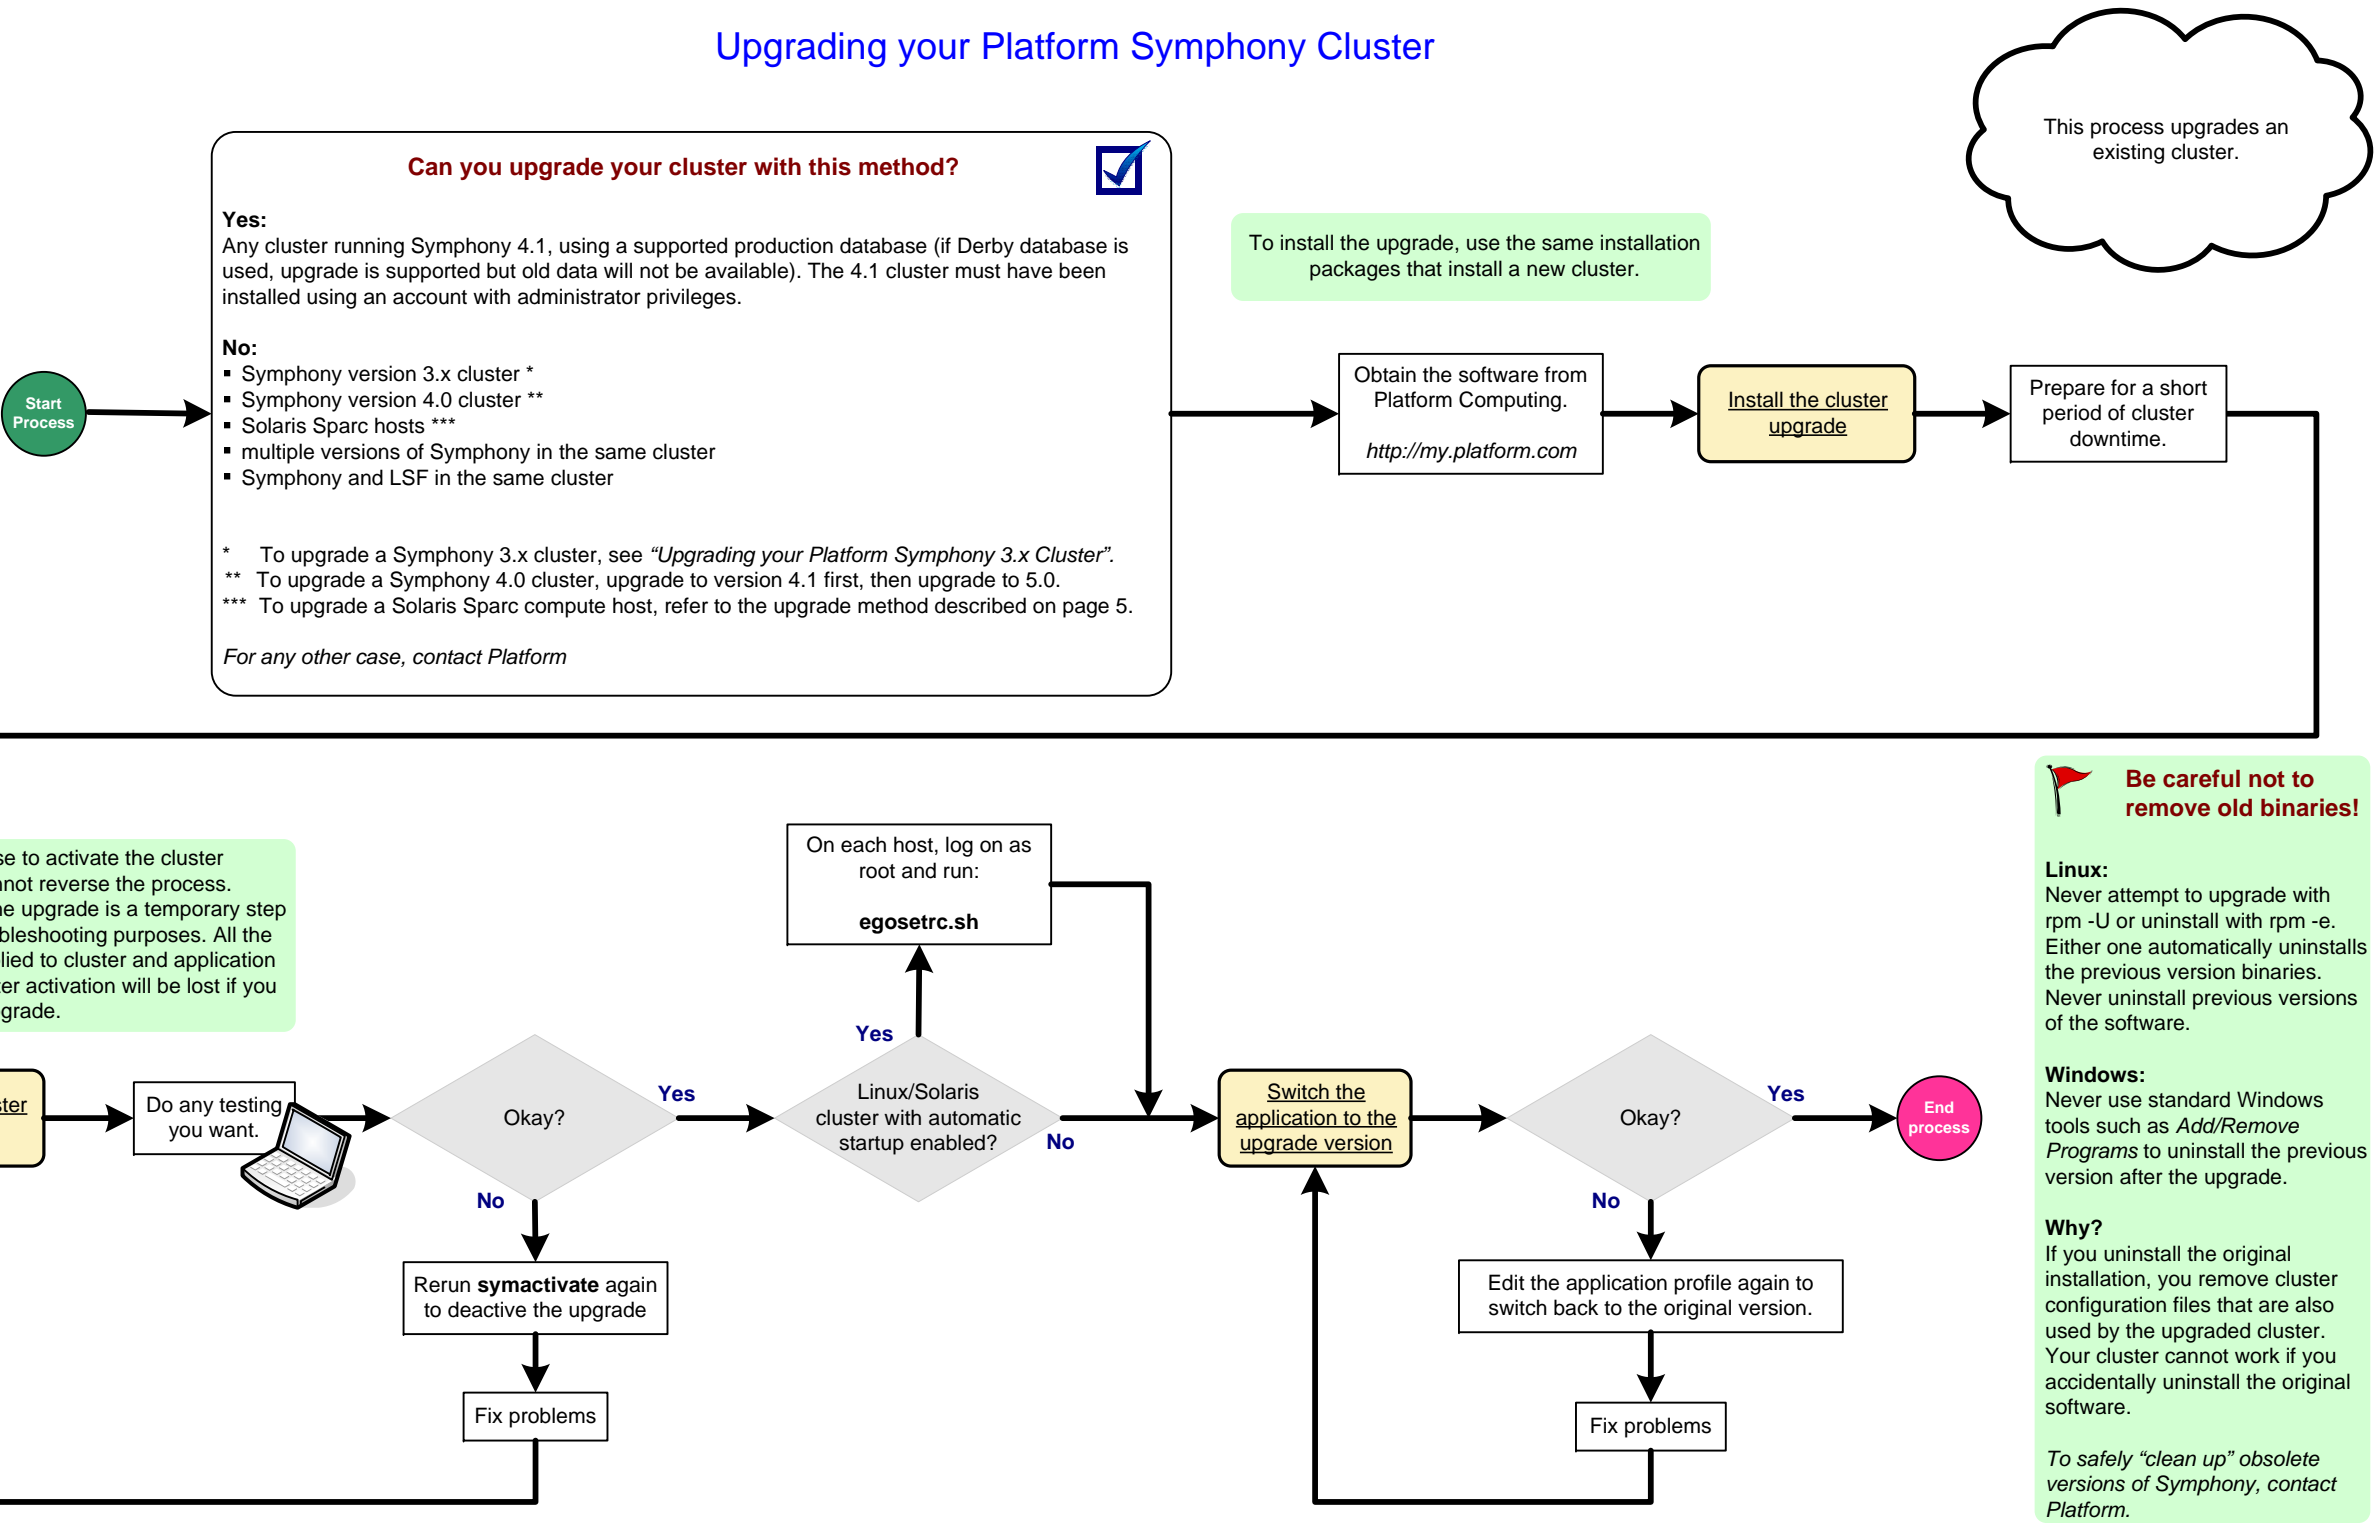 Upgrading your Platform Symphony Cluster
This process upgrades an
existing cluster.
Can you upgrade your cluster with this method?
Yes:
Any cluster running Symphony 4.1, using a supported production database (if Derby database is
used, upgrade is supported but old data will not be available). The 4.1 cluster must have been
installed using an account with administrator privileges.
No:
▪ Symphony version 3.x cluster *
▪ Symphony version 4.0 cluster **
▪ Solaris Sparc hosts ***
▪ multiple versions of Symphony in the same cluster
▪ Symphony and LSF in the same cluster
* To upgrade a Symphony 3.x cluster, see “Upgrading your Platform Symphony 3.x Cluster”.
** To upgrade a Symphony 4.0 cluster, upgrade to version 4.1 first, then upgrade to 5.0.
*** To upgrade a Solaris Sparc compute host, refer to the upgrade method described on page 5.
For any other case, contact Platform
Start
Process
To install the upgrade, use the same installation
packages that install a new cluster.
Obtain the software from
Platform Computing.
http://my.platform.com
Install the cluster
upgrade
Prepare for a short
period of cluster
downtime.
to activate the cluster
reverse the process.
upgrade is a temporary step
purposes. All the
to cluster and application
activation will be lost if you
Do any testing
you want.
Okay?
Yes
No
Rerun symactivate again
to deactive the upgrade
Fix problems
On each host, log on as
root and run:
egosetrc.sh
Yes
Linux/Solaris
cluster with automatic
startup enabled?
No
Switch the
application to the
upgrade version
Okay?
Yes
No
Edit the application profile again to
switch back to the original version.
Fix problems
End
process
Be careful not to
remove old binaries!
Linux:
Never attempt to upgrade with
rpm -U or uninstall with rpm -e.
Either one automatically uninstalls
the previous version binaries.
Never uninstall previous versions
of the software.
Windows:
Never use standard Windows
tools such as Add/Remove
Programs to uninstall the previous
version after the upgrade.
Why?
If you uninstall the original
installation, you remove cluster
configuration files that are also
used by the upgraded cluster.
Your cluster cannot work if you
accidentally uninstall the original
software.
To safely “clean up” obsolete
versions of Symphony, contact
Platform.